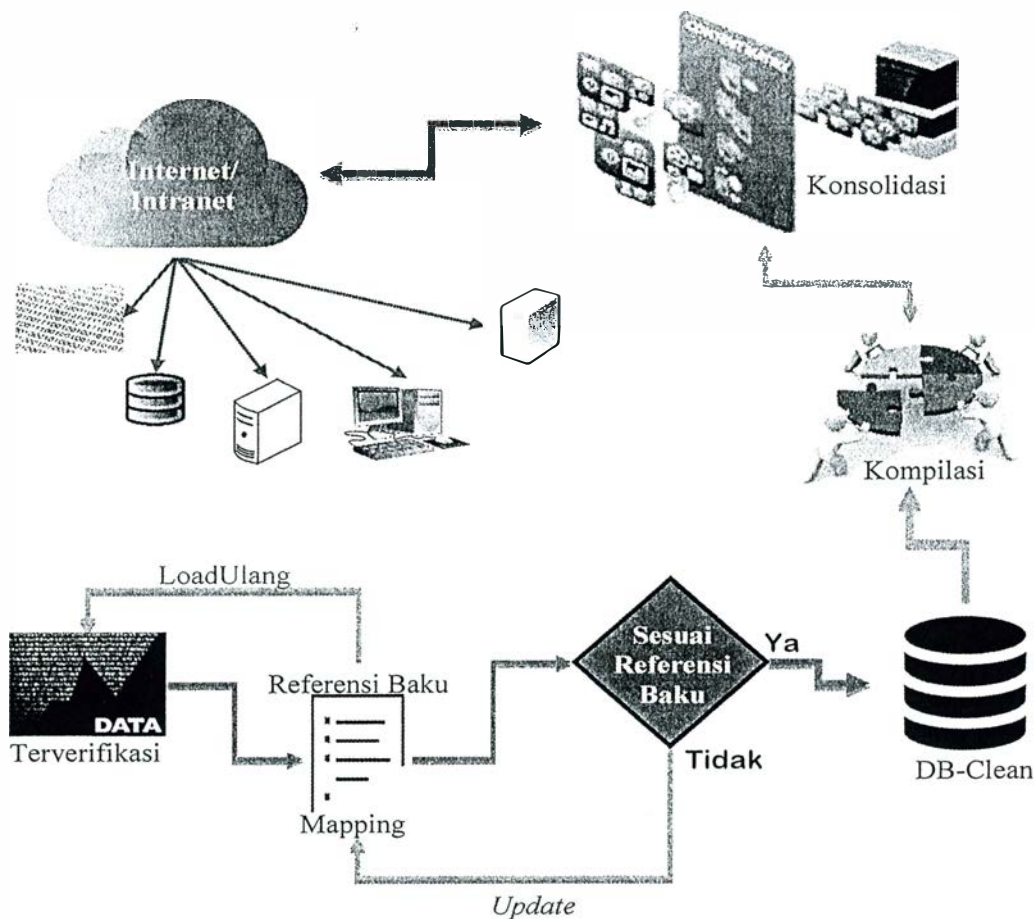 Internet/
Intranet
Konsolidasi
Kompilasi
LoadUlang
Referensi Baku
DATA
Terverifikasi
Mapping
Sesuai
Referensi
Baku
Ya
Tidak
DB-Clean
Update